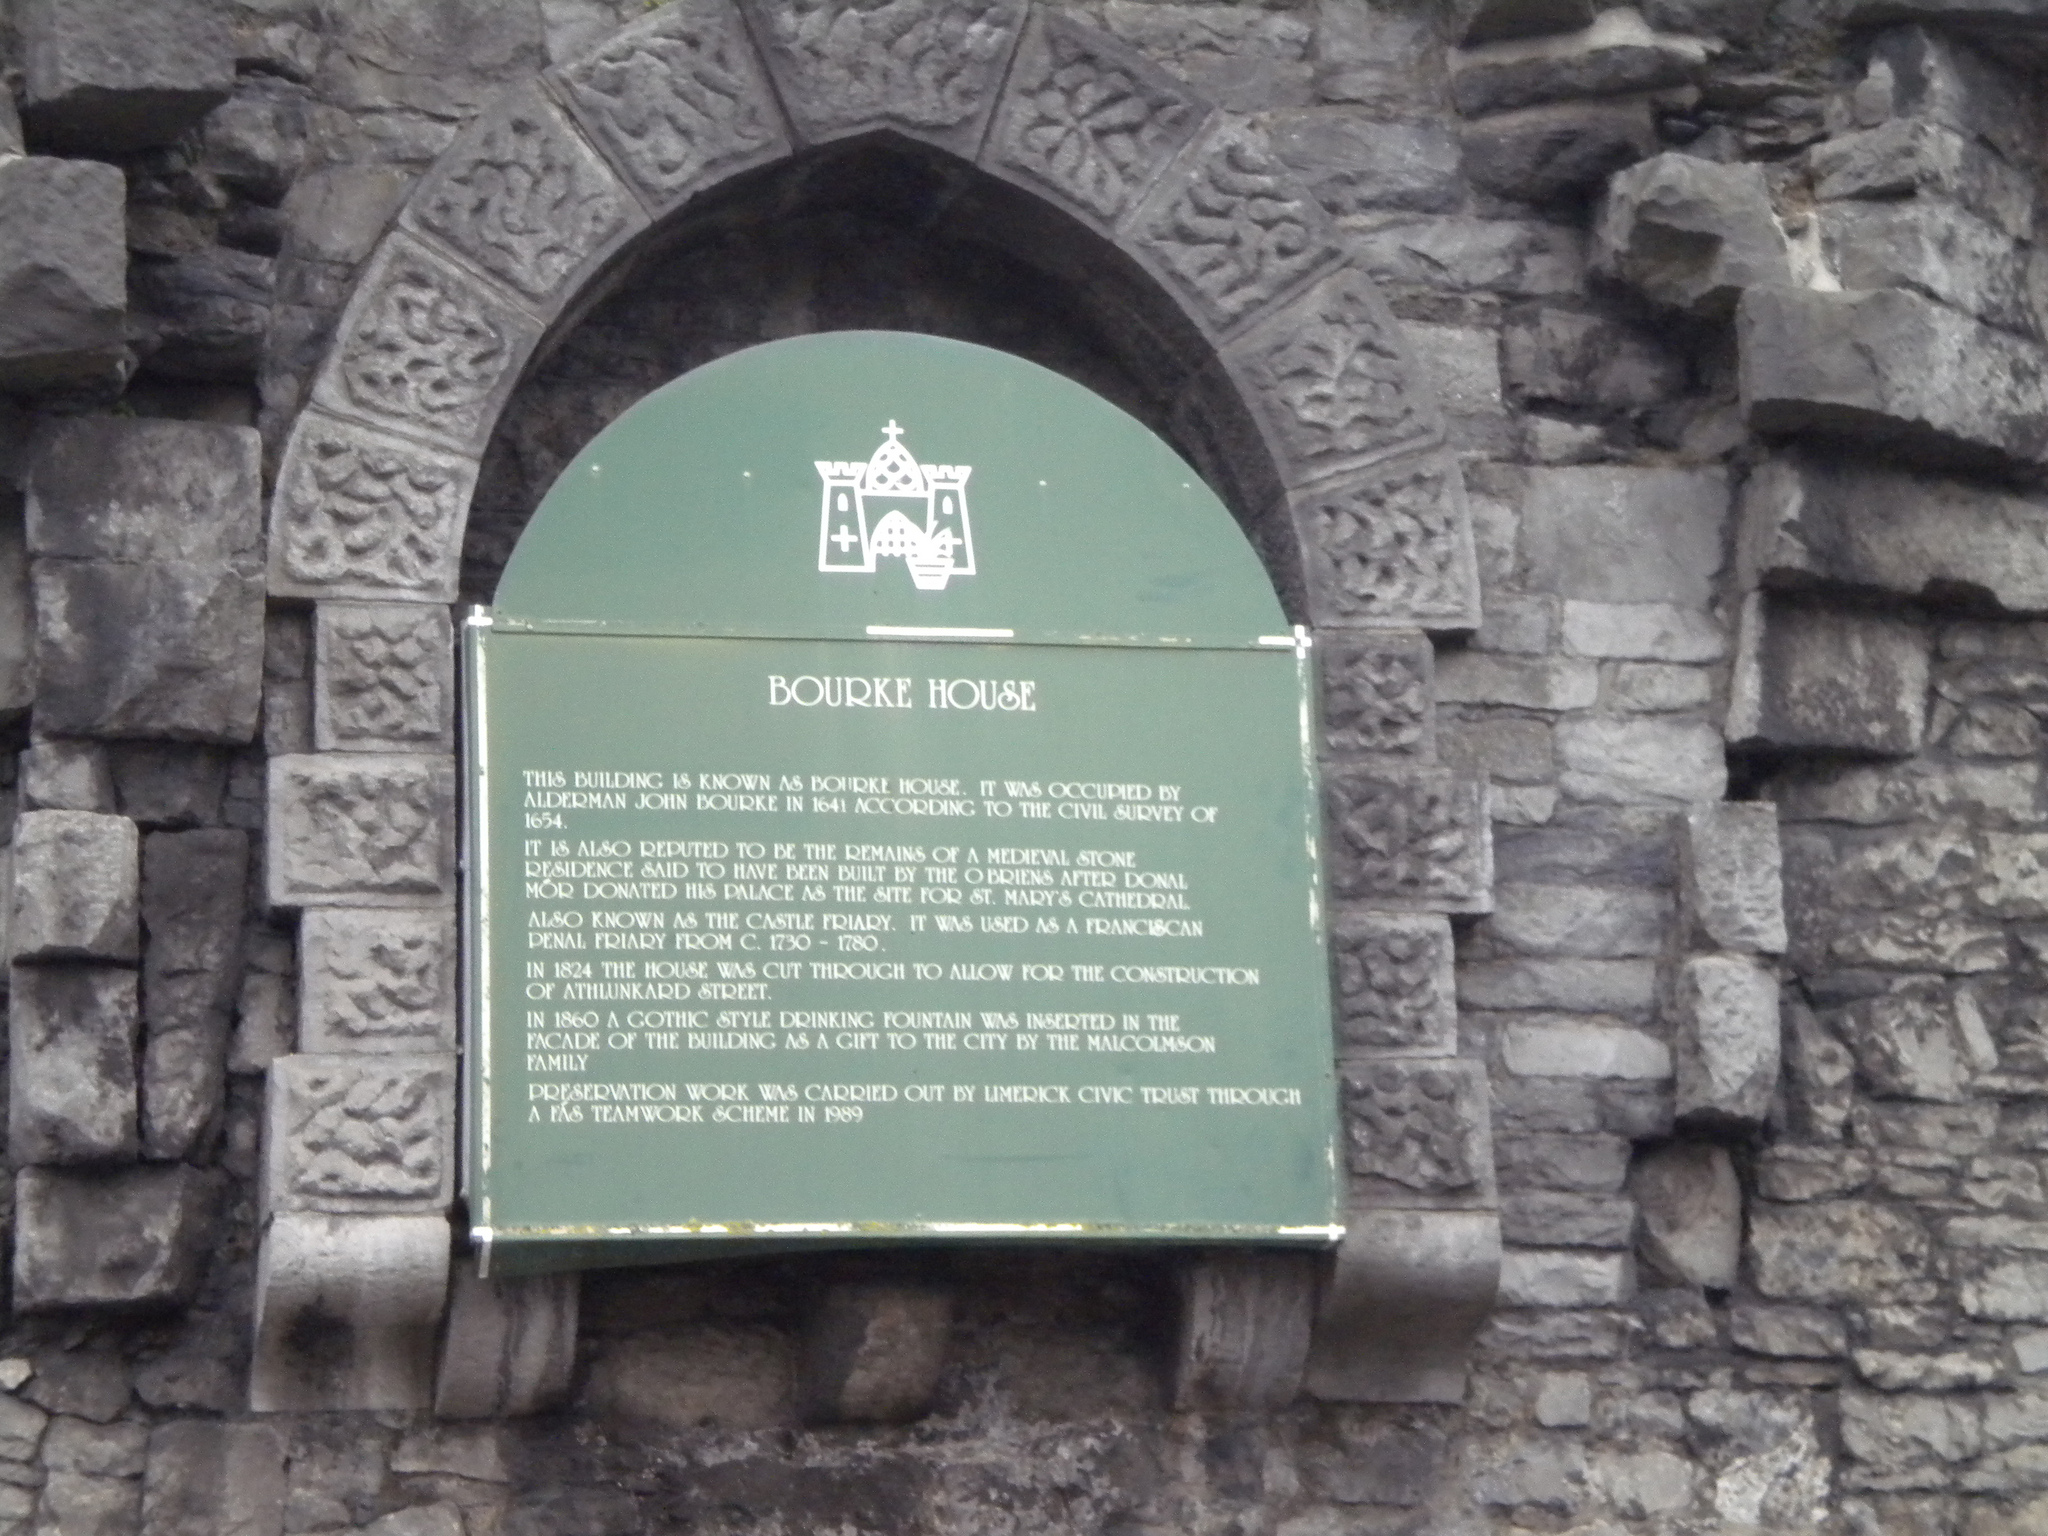 BOURKE HOUSE
THIS BUILDING IS KNOWN AS BOURKE HOUSE. IT WAS OCCUPIED BY
ALDERMAN JOHN BOURKE IN 1641 ACCORDING TO THE CIVIL SURVEY OF
1654.
IT IS ALSO REPUTED TO BE THE REMAINS OF A MEDIEVAL STONE
RESIDENCE SAID TO HAVE BEEN BUILT BY THE O BRIENS AFTER DONAL
MÓR DONATED HIS PALACE AS THE SITE FOR ST. MARY'S CATHEDRAL.
ALSO KNOWN AS THE CASTLE FRIARY. IT WAS USED AS A FRANCISCAN
PENAL FRIARY FROM C. 1730 - 1780.
IN 1824 THE HOUSE WAS CUT THROUGH TO ALLOW FOR THE CONSTRUCTION
OF ATHLUNKARD STREET.
IN 1860 A GOTHIC STYLE DRINKING FOUNTAIN WAS INSERTED IN THE
FACADE OF THE BUILDING AS A GIFT TO THE CITY BY THE MALCOLMSON
FAMILY
PRESERVATION WORK WAS CARRIED OUT BY LIMERICK CIVIC TRUST THROUGH
A FÁS TEAMWORK SCHEME IN 1989